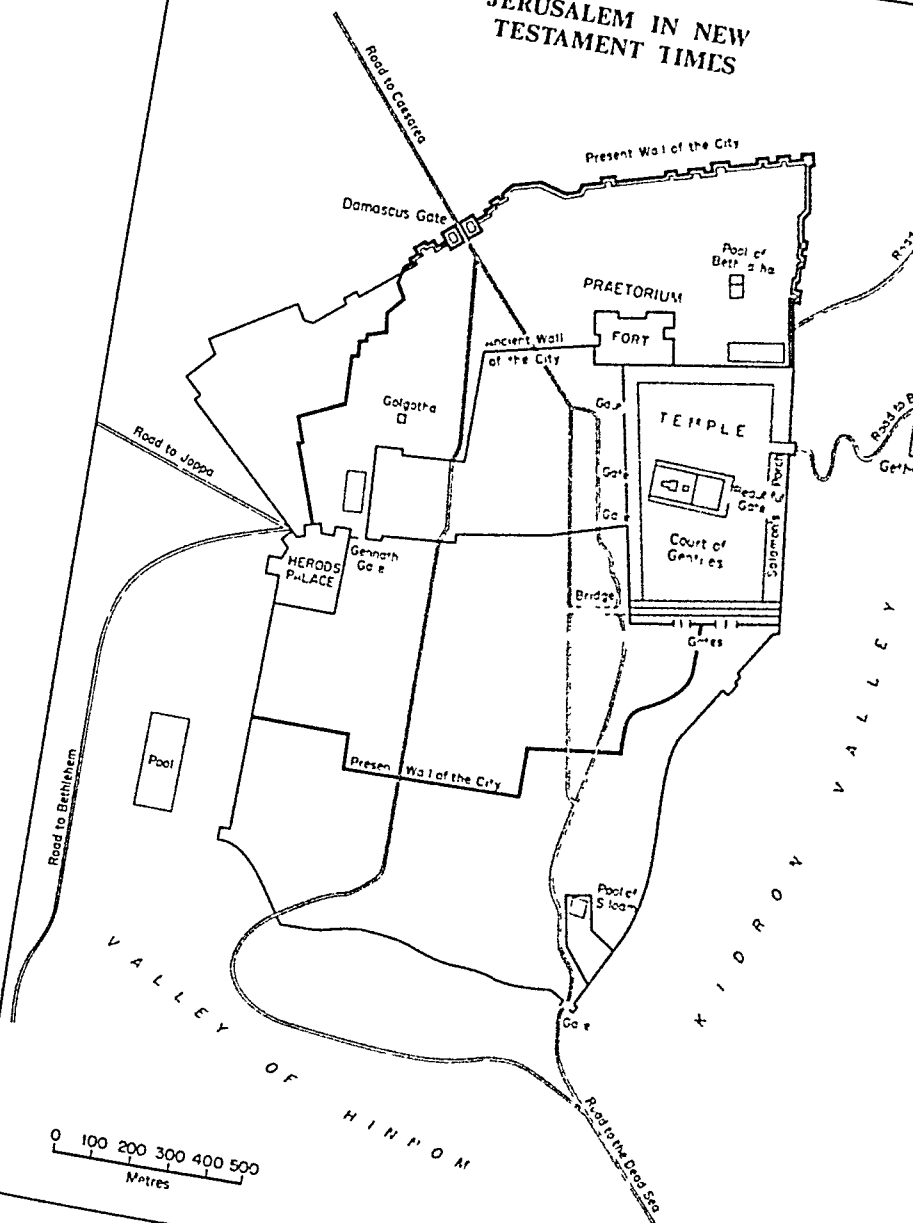 JERUSALEM IN NEW
TESTAMENT TIMES
Road to Caesarea
Present Wall of the City
Damascus Gate
Pool of
PRAETORIUM
FORT
Ancient Wall
of the City
Golgotha
Gate
TEMPLE
Road to Joppa
Gate
Gate
Solomon's Porch
Court of
Gentiles
Gennath
Gate
HERODS
PALACE
Bridge
Gates
Road to Bethlehem
Pool
Present Wall of the City
Pool of
Siloam
KIDRON VALLEY
VALLEY OF HINNOM
Gate
Road to the Dead Sea
0 100 200 300 400 500
Metres